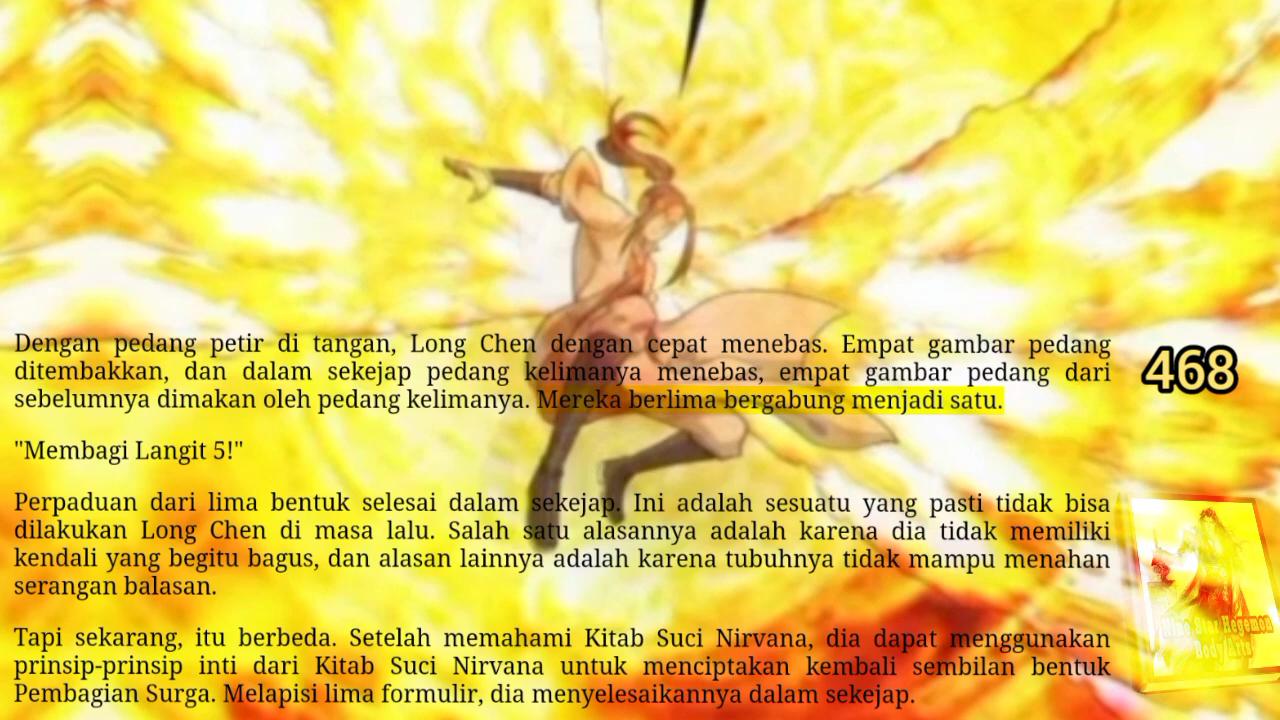 Dengan pedang petir di tangan, Long Chen dengan cepat menebas. Empat gambar pedang
ditembakkan, dan dalam sekejap pedang kelimanya menebas, empat gambar pedang dari
sebelumnya dimakan oleh pedang kelimanya. Mereka berlima bergabung menjadi satu.
468
"Membagi Langit 5!"
Perpaduan dari lima bentuk selesai dalam sekejap. Ini adalah sesuatu yang pasti tidak bisa
dilakukan Long Chen di masa lalu. Salah satu alasannya adalah karena dia tidak memiliki
kendali yang begitu bagus, dan alasan lainnya adalah karena tubuhnya tidak mampu menahan
serangan balasan.
Tapi sekarang, itu berbeda. Setelah memahami Kitab Suci Nirvana, dia dapat menggunakan
prinsip-prinsip inti dari Kitab Suci Nirvana untuk menciptakan kembali sembilan bentuk
Pembagian Surga. Melapisi lima formulir, dia menyelesaikannya dalam sekejap.
Nine Star Hegemon
Body Arts